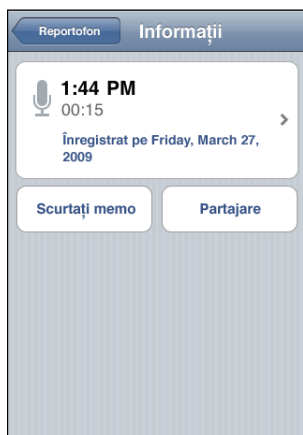 Reportofon Informații
1:44 PM
00:15
Înregistrat pe Friday, March 27,
2009
Scurtați memo Partajare